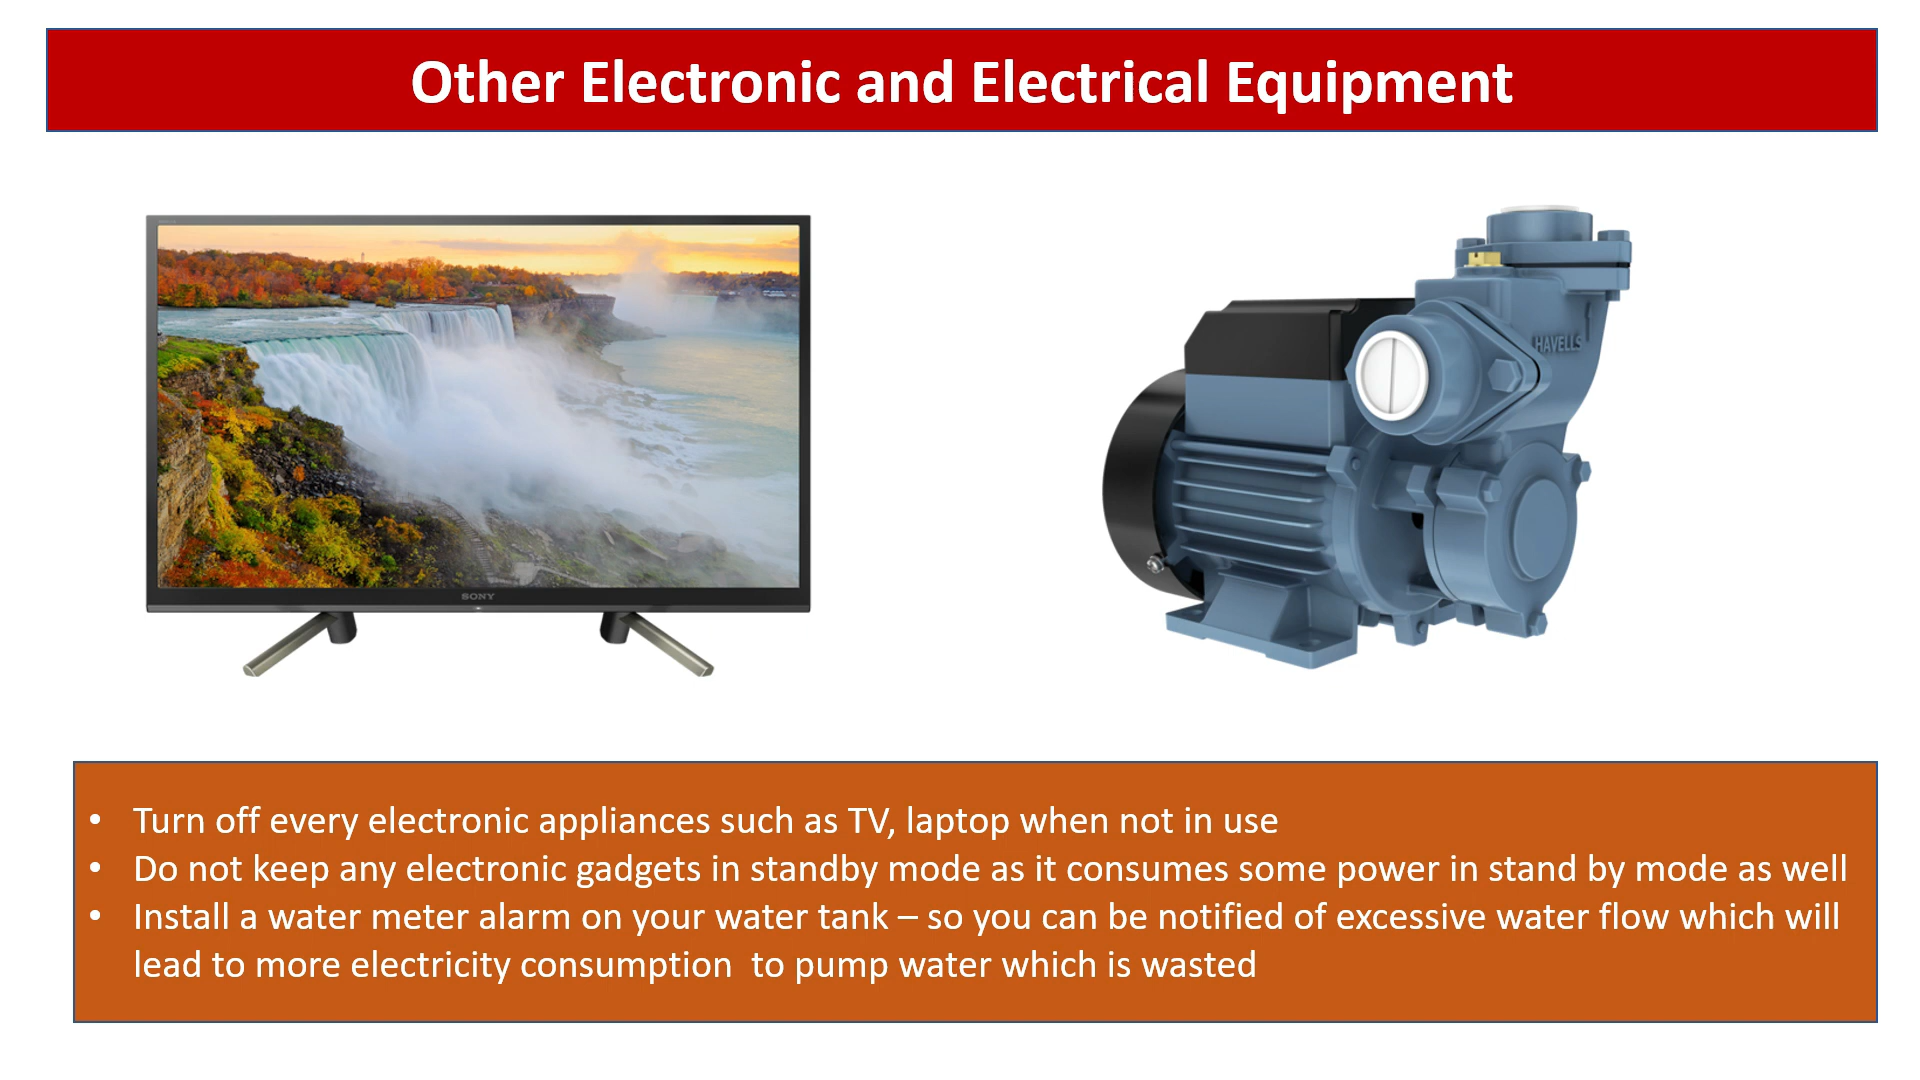 Other Electronic and Electrical Equipment
HAVELLS
SONY
• Turn off every electronic appliances such as TV, laptop when not in use
• Do not keep any electronic gadgets in standby mode as it consumes some power in stand by mode as well
• Install a water meter alarm on your water tank – so you can be notified of excessive water flow which will
lead to more electricity consumption  to pump water which is wasted